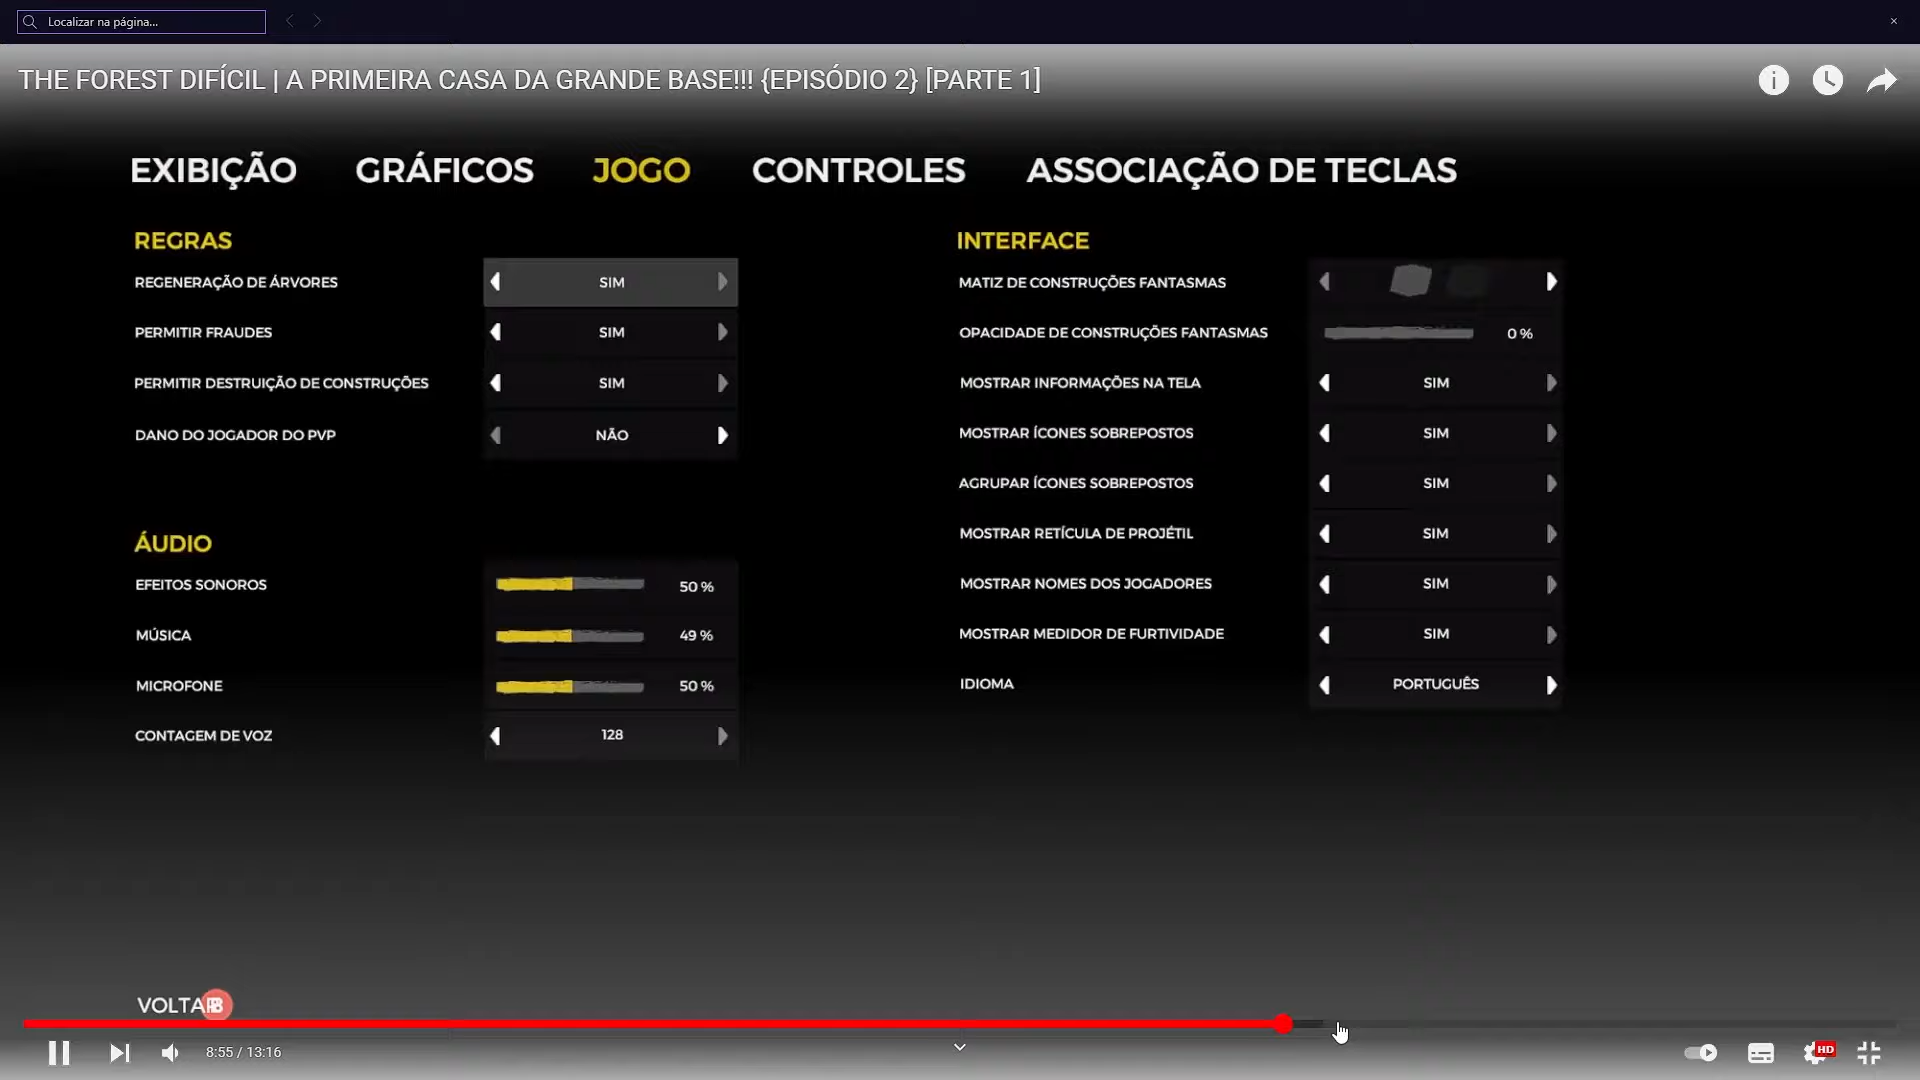 Localizar na página...
THE FOREST DIFÍCIL | A PRIMEIRA CASA DA GRANDE BASE!!! {EPISÓDIO 2} [PARTE 1]
EXIBIÇÃO GRÁFICOS JOGO CONTROLES ASSOCIAÇÃO DE TECLAS
REGRAS
REGENERAÇÃO DE ÁRVORES SIM
PERMITIR FRAUDES SIM
PERMITIR DESTRUIÇÃO DE CONSTRUÇÕES SIM
DANO DO JOGADOR DO PVP NÃO
ÁUDIO
EFEITOS SONOROS 50 %
MÚSICA 49 %
MICROFONE 50 %
CONTAGEM DE VOZ 128
INTERFACE
MATIZ DE CONSTRUÇÕES FANTASMAS
OPACIDADE DE CONSTRUÇÕES FANTASMAS 0 %
MOSTRAR INFORMAÇÕES NA TELA SIM
MOSTRAR ÍCONES SOBREPOSTOS SIM
AGRUPAR ÍCONES SOBREPOSTOS SIM
MOSTRAR RETÍCULA DE PROJÉTIL SIM
MOSTRAR NOMES DOS JOGADORES SIM
MOSTRAR MEDIDOR DE FURTIVIDADE SIM
IDIOMA PORTUGUÊS
VOLTAR B
8:55 / 13:16
HD